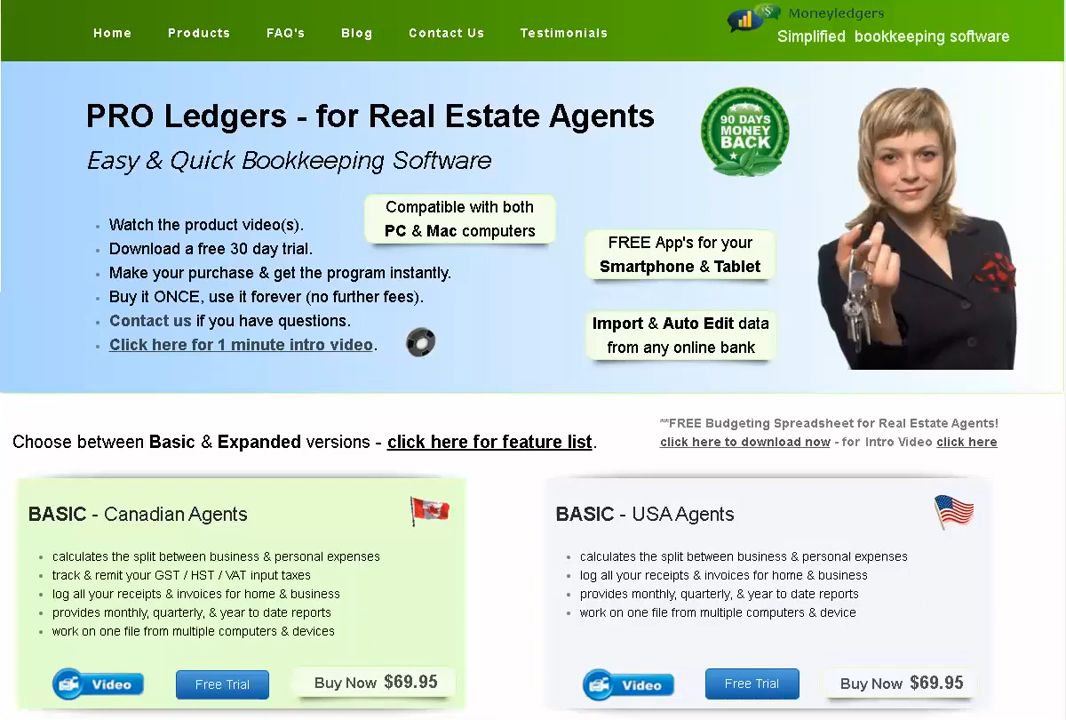 Home Products FAQ's Blog Contact Us Testimonials
Moneyledgers
Simplified bookkeeping software
PRO Ledgers - for Real Estate Agents
Easy & Quick Bookkeeping Software
90 DAYS
MONEY
BACK
Compatible with both
PC & Mac computers
FREE App's for your
Smartphone & Tablet
Import & Auto Edit data
from any online bank
Watch the product video(s).
Download a free 30 day trial.
Make your purchase & get the program instantly.
Buy it ONCE, use it forever (no further fees).
Contact us if you have questions.
Click here for 1 minute intro video.
Choose between Basic & Expanded versions - click here for feature list.
**FREE Budgeting Spreadsheet for Real Estate Agents!
click here to download now - for Intro Video click here
BASIC - Canadian Agents
calculates the split between business & personal expenses
track & remit your GST / HST / VAT input taxes
log all your receipts & invoices for home & business
provides monthly, quarterly, & year to date reports
work on one file from multiple computers & devices
Video Free Trial Buy Now $69.95
BASIC - USA Agents
calculates the split between business & personal expenses
log all your receipts & invoices for home & business
provides monthly, quarterly, & year to date reports
work on one file from multiple computers & device
Video Free Trial Buy Now $69.95